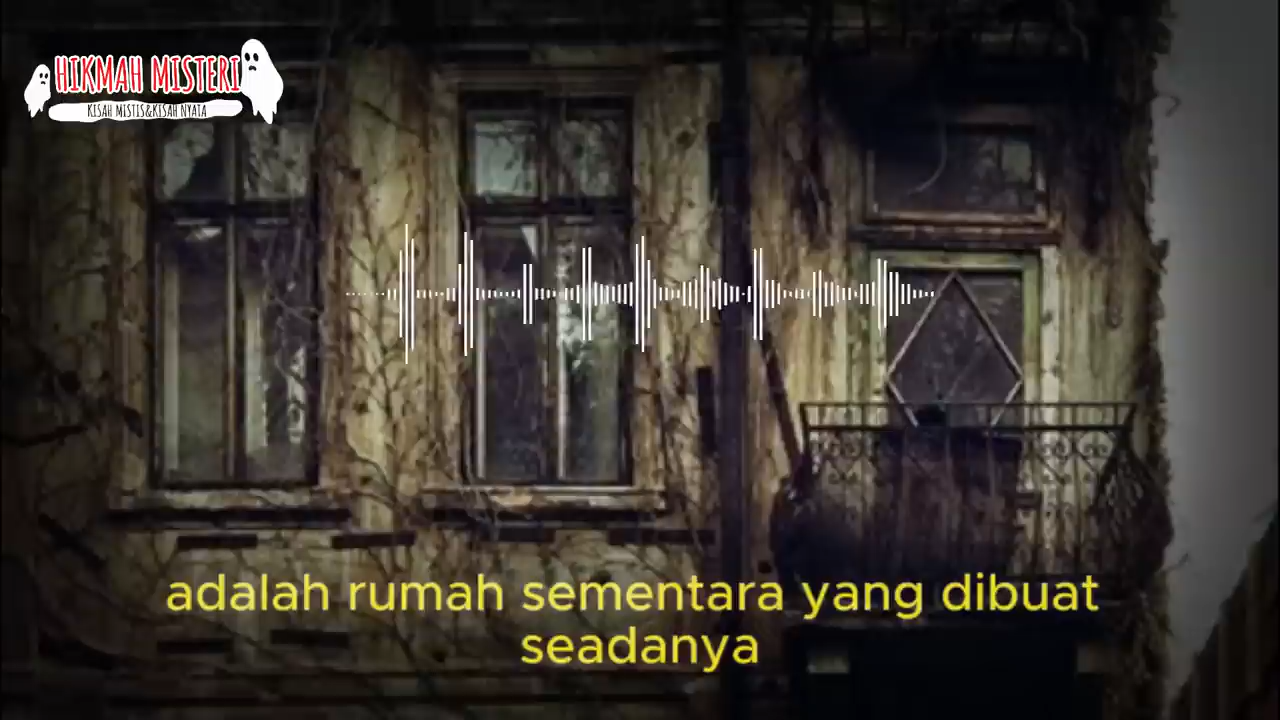 HIKMAH MISTERI
KISAH MISTIS&KISAH NYATA
adalah rumah sementara yang dibuat
seadanya